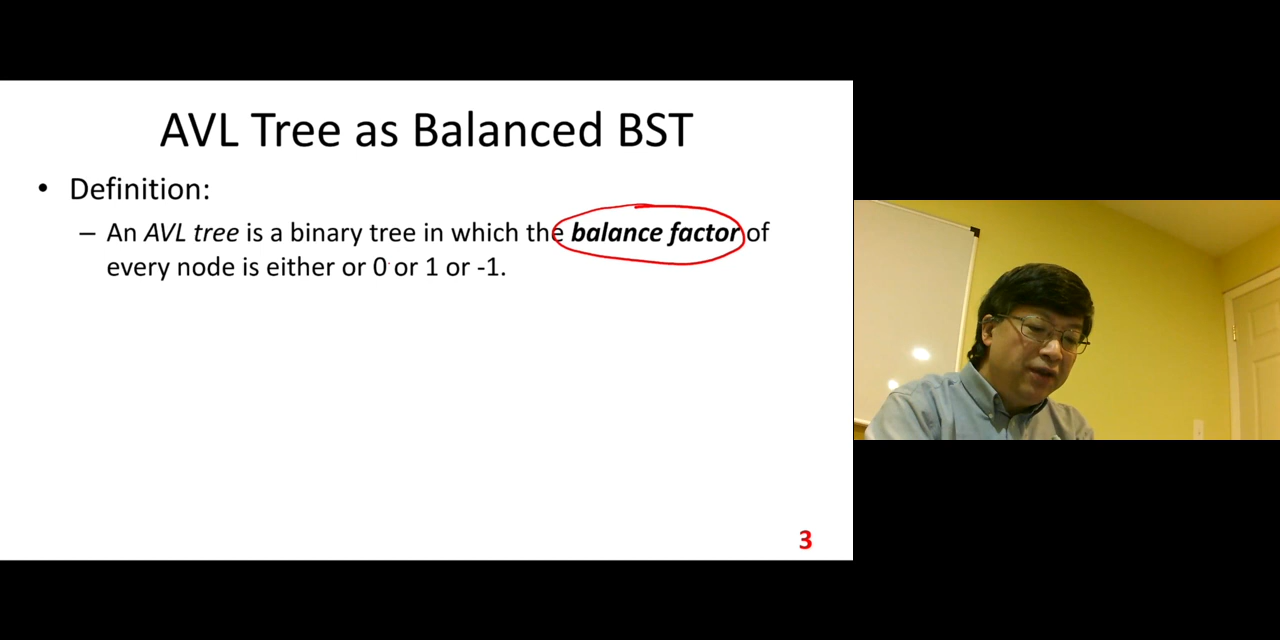 AVL Tree as Balanced BST
• Definition:
– An AVL tree is a binary tree in which the balance factor of
every node is either or 0 or 1 or -1.
3